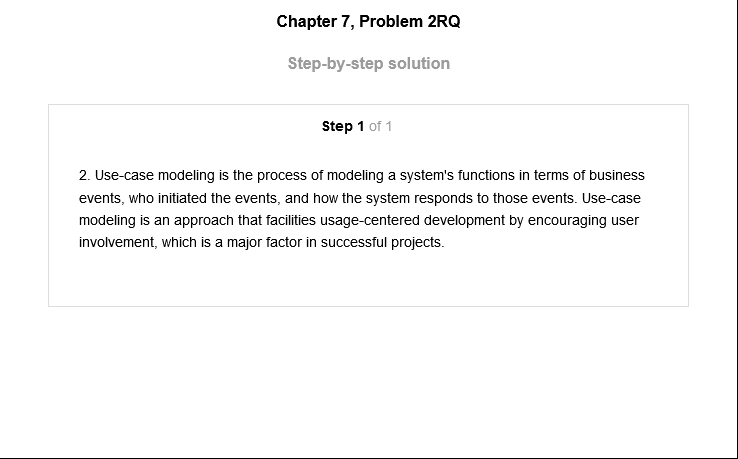 Chapter 7, Problem 2RQ
Step-by-step solution
Step 1 of 1
2. Use-case modeling is the process of modeling a system's functions in terms of business
events, who initiated the events, and how the system responds to those events. Use-case
modeling is an approach that facilities usage-centered development by encouraging user
involvement, which is a major factor in successful projects.